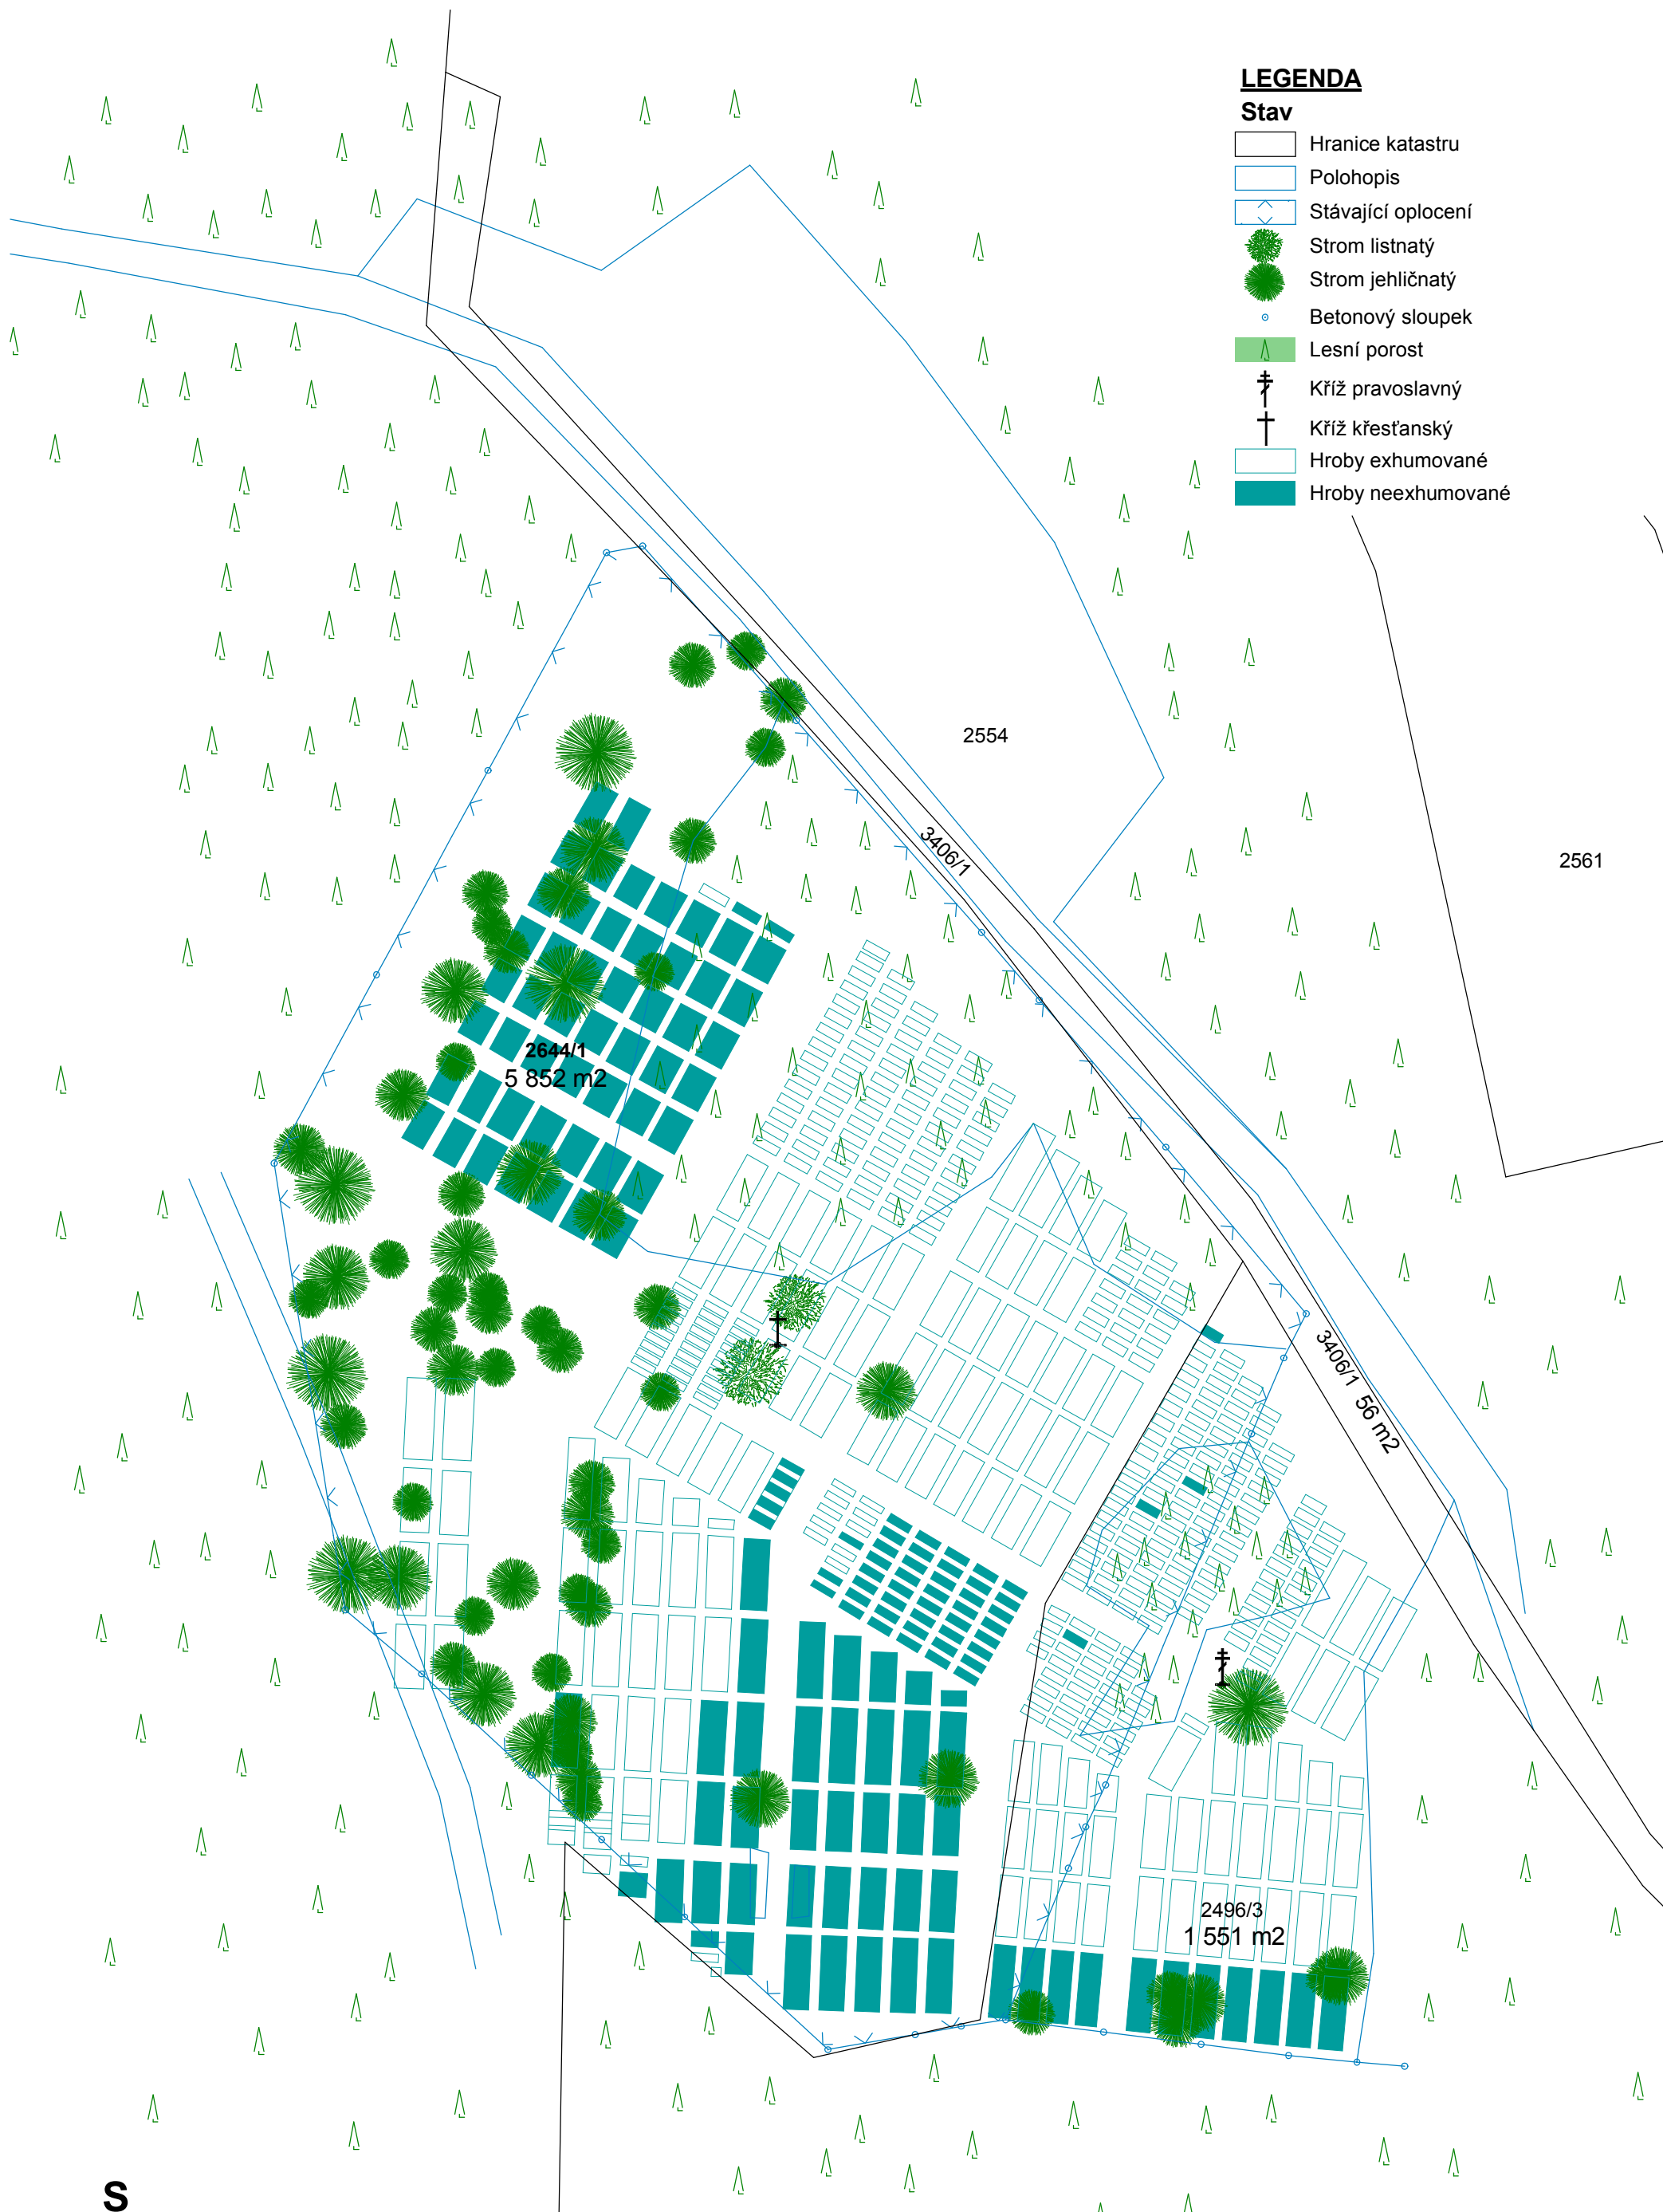 LEGENDA
Stav
Hranice katastru
Polohopis
Stávající oplocení
Strom listnatý
Strom jehličnatý
Betonový sloupek
Lesní porost
Kříž pravoslavný
Kříž křesťanský
Hroby exhumované
Hroby neexhumované
2554
3406/1
2561
2644/1
5 852 m2
3406/1 56 m2
2496/3
1 551 m2
S